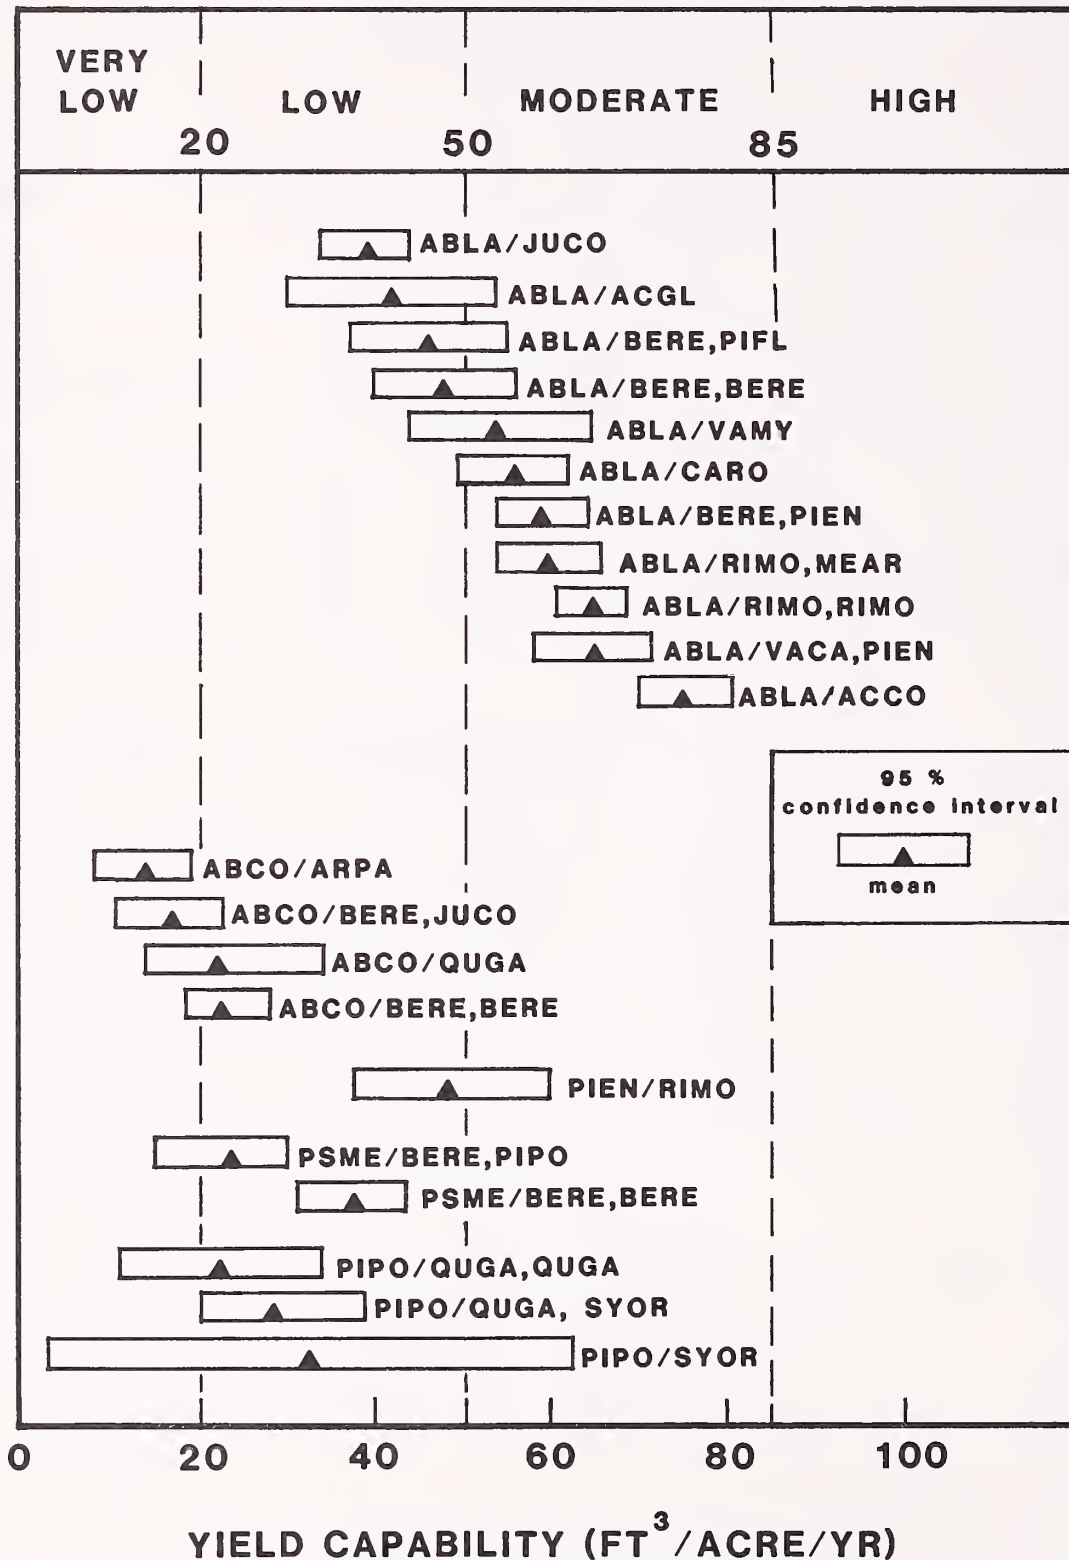 VERY
LOW
LOW
MODERATE
HIGH
20
50
85
ABLA/JUCO
ABLA/ACGL
ABLA/BERE,PIFL
ABLA/BERE,BERE
ABLA/VAMY
ABLA/CARO
ABLA/BERE,PIEN
ABLA/RIMO,MEAR
ABLA/RIMO,RIMO
ABLA/VACA,PIEN
ABLA/ACCO
95 %
confidence interval
mean
ABCO/ARPA
ABCO/BERE,JUCO
ABCO/QUGA
ABCO/BERE,BERE
PIEN/RIMO
PSME/BERE,PIPO
PSME/BERE,BERE
PIPO/QUGA,QUGA
PIPO/QUGA, SYOR
PIPO/SYOR
0 20 40 60 80 100
YIELD CAPABILITY (FT³/ACRE/YR)